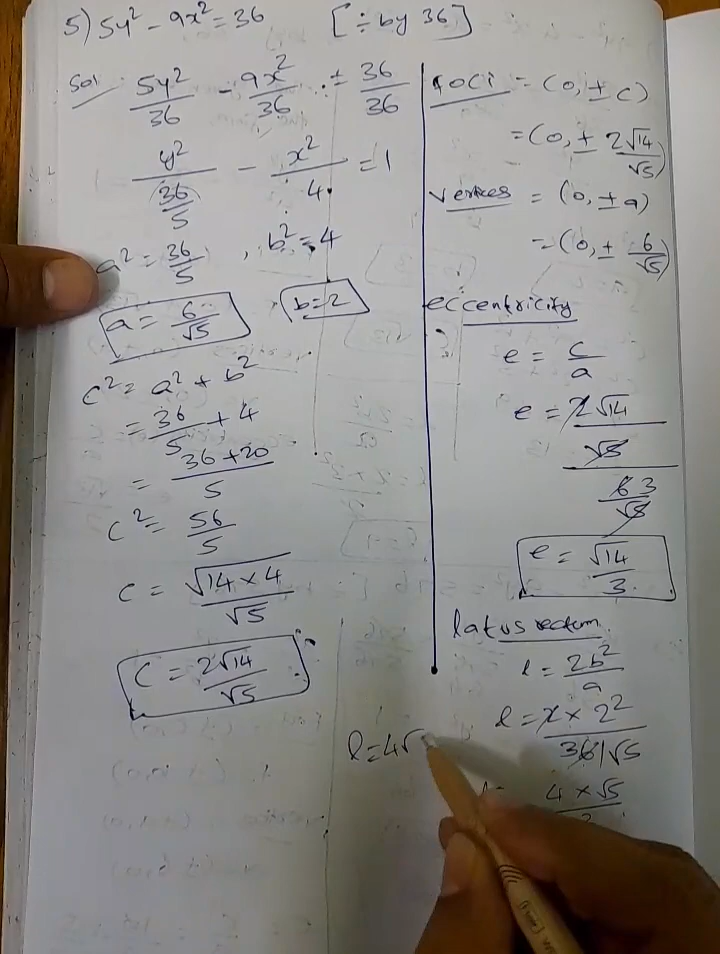 5) 5y² - 9x² = 36 [÷ by 36]
Sol 5y²/36 - 9x²/36 = 36/36
y²/(36/5) - x²/4 = 1
a² = 36/5 , b² = 4
a = 6/√5 b = 2
c² = a² + b²
= 36/5 + 4
= 36+20/5
c² = 56/5
c = √14×4/√5
C = 2√14/√5
foci = (0, ± c)
= (0, ± 2√14/√5)
vertices = (0, ± a)
= (0, ± 6/√5)
eccentricity
e = c/a
e = 2√14/√5/6 3/√5
e = √14/3
latus rectum
l = 2b²/a
l = 2 × 2²/36/√5
4 × √5
l = 4√